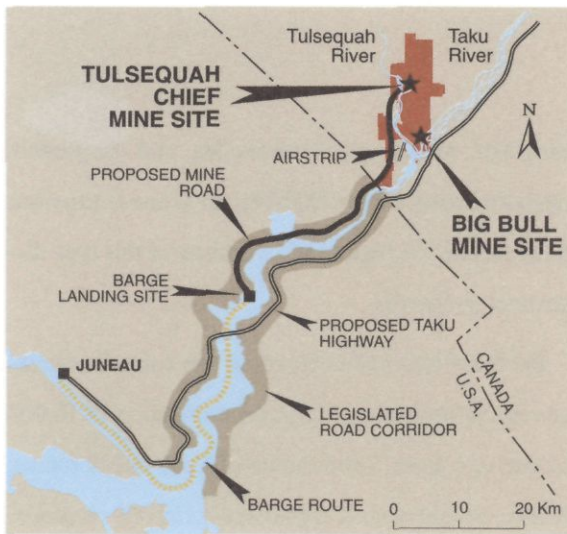 Tulsequah
River
Taku
River
TULSEQUAH
CHIEF
MINE SITE
N
AIRSTRIP
PROPOSED MINE
ROAD
BIG BULL
MINE SITE
BARGE
LANDING SITE
PROPOSED TAKU
HIGHWAY
JUNEAU
CANADA
U.S.A.
LEGISLATED
ROAD CORRIDOR
BARGE ROUTE
0 10 20 Km